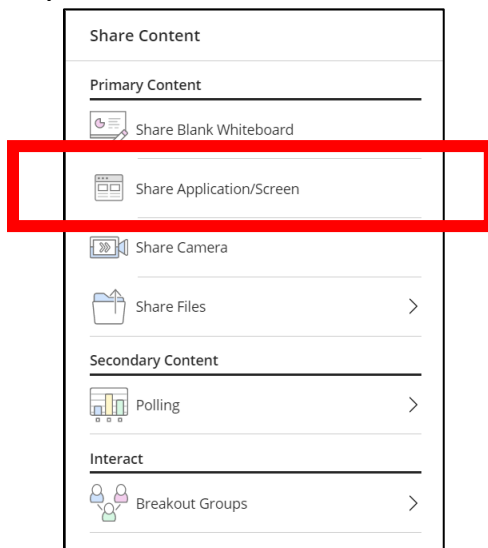 Share Content
Primary Content
Share Blank Whiteboard
Share Application/Screen
Share Camera
Share Files
Secondary Content
Polling
Interact
Breakout Groups